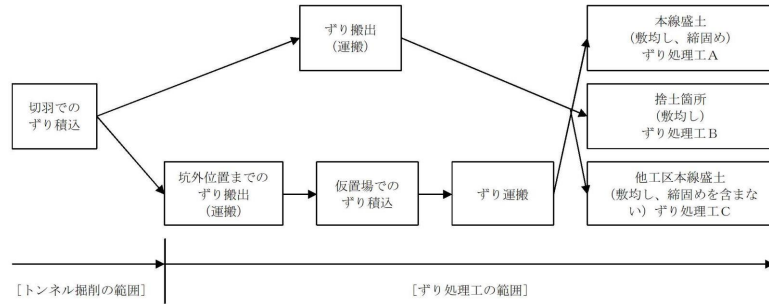 ずり搬出
(運搬)
本線盛土
(敷均し、締固め)
ずり処理工A
切羽での
ずり積込
捨土箇所
(敷均し)
ずり処理工B
坑外位置までの
ずり搬出
(運搬)
仮置場での
ずり積込
ずり運搬
他工区本線盛土
(敷均し、締固めを含まな
い)ずり処理工C
[トンネル掘削の範囲]
[ずり処理工の範囲]